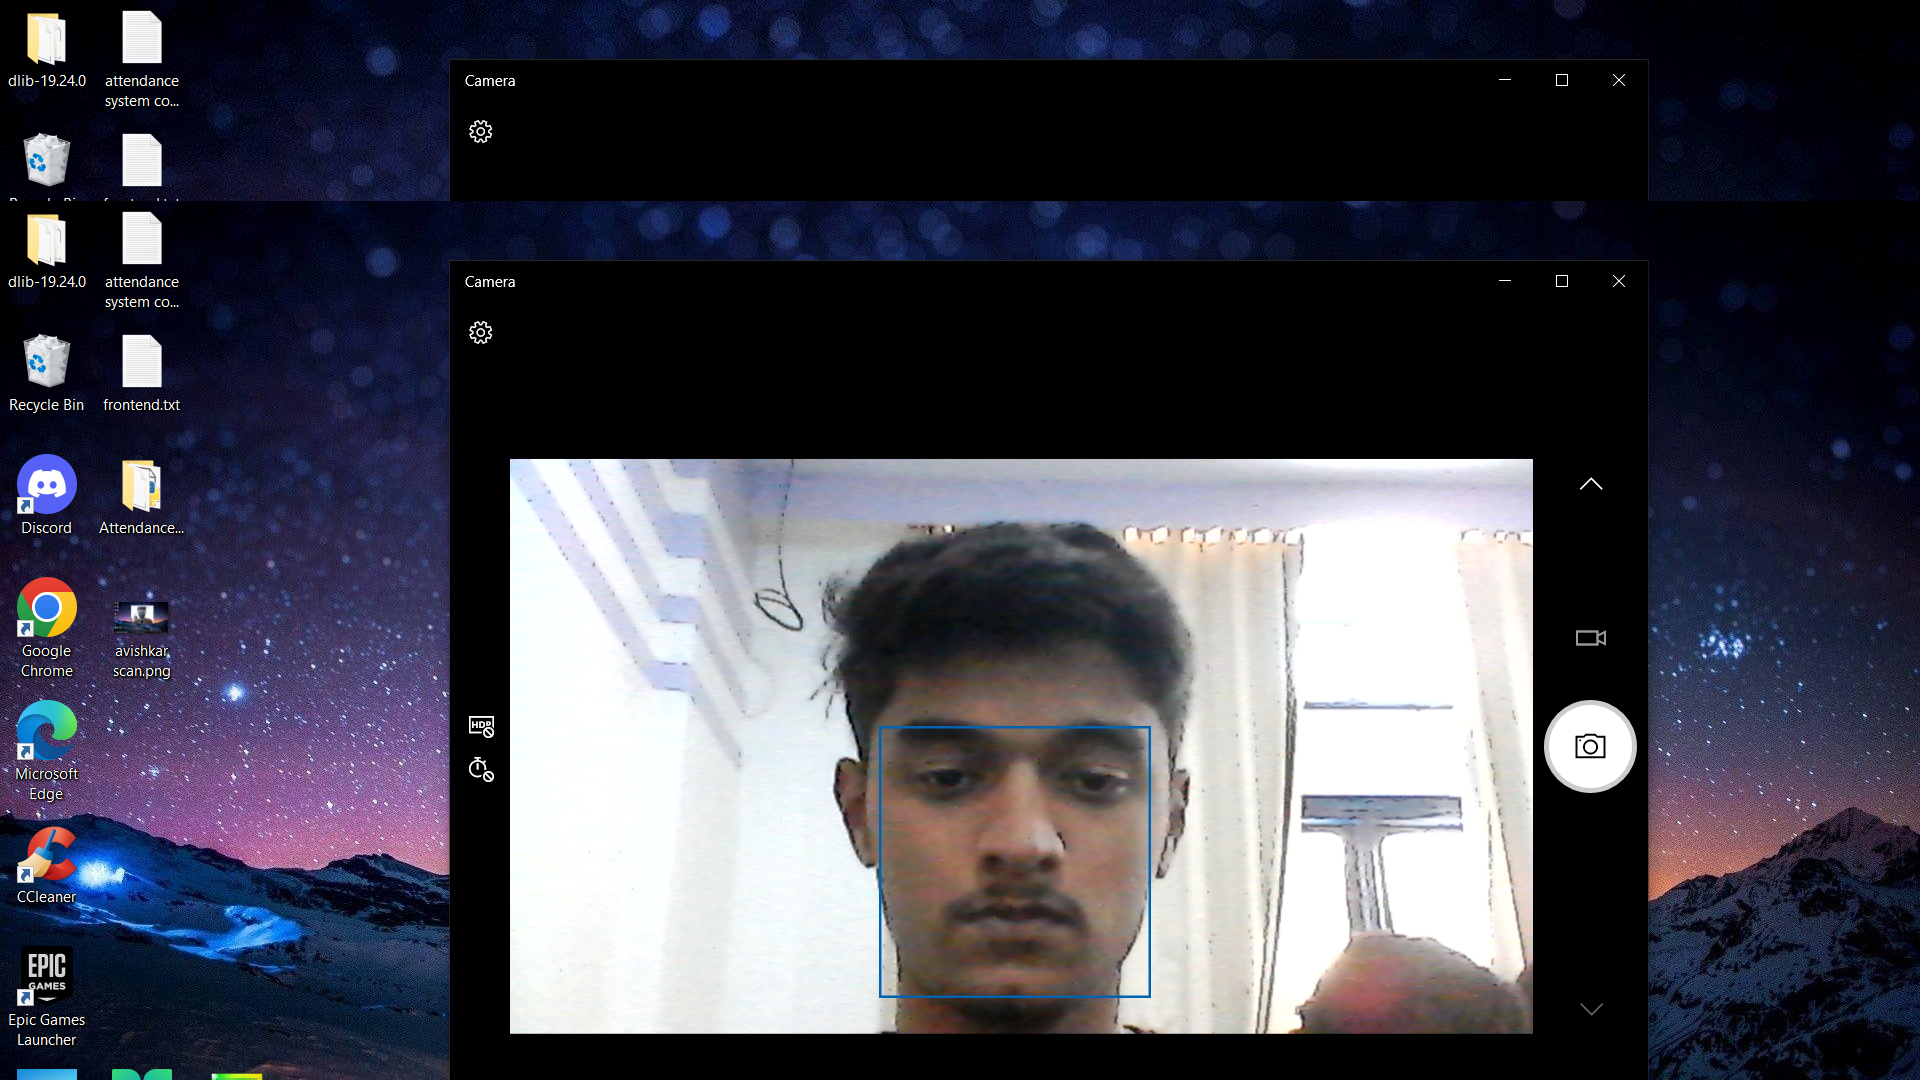 dlib-19.24.0
attendance
system co...
Camera
dlib-19.24.0
attendance
system co...
Camera
Recycle Bin
frontend.txt
HDR
Discord
Attendance...
Google
Chrome
avishkar
scan.png
Microsoft
Edge
CCleaner
EPIC
GAMES
Epic Games
Launcher